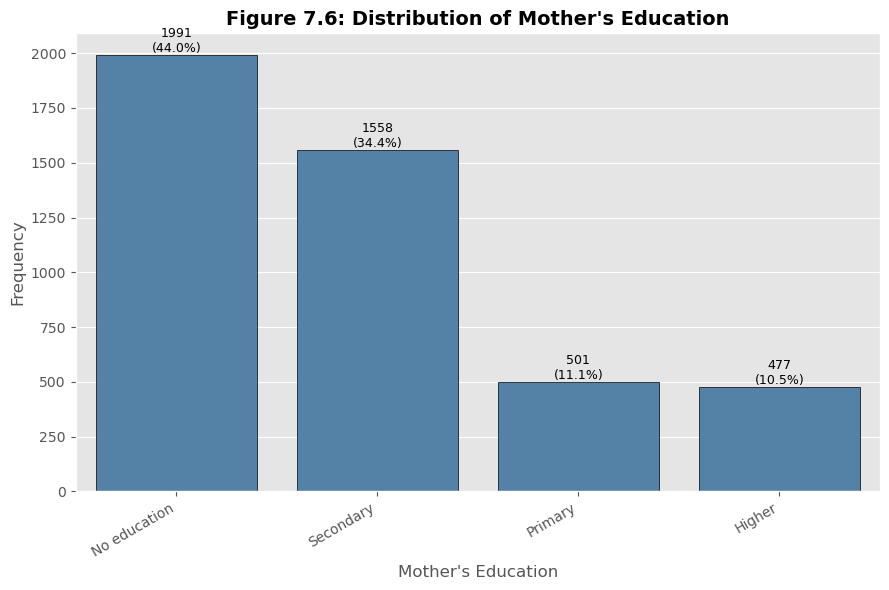 Figure 7.6: Distribution of Mother's Education
1991
(44.0%)
1558
(34.4%)
501
(11.1%)
477
(10.5%)
2000
1750
1500
1250
1000
750
500
250
0
Frequency
No education
Secondary
Primary
Higher
Mother's Education